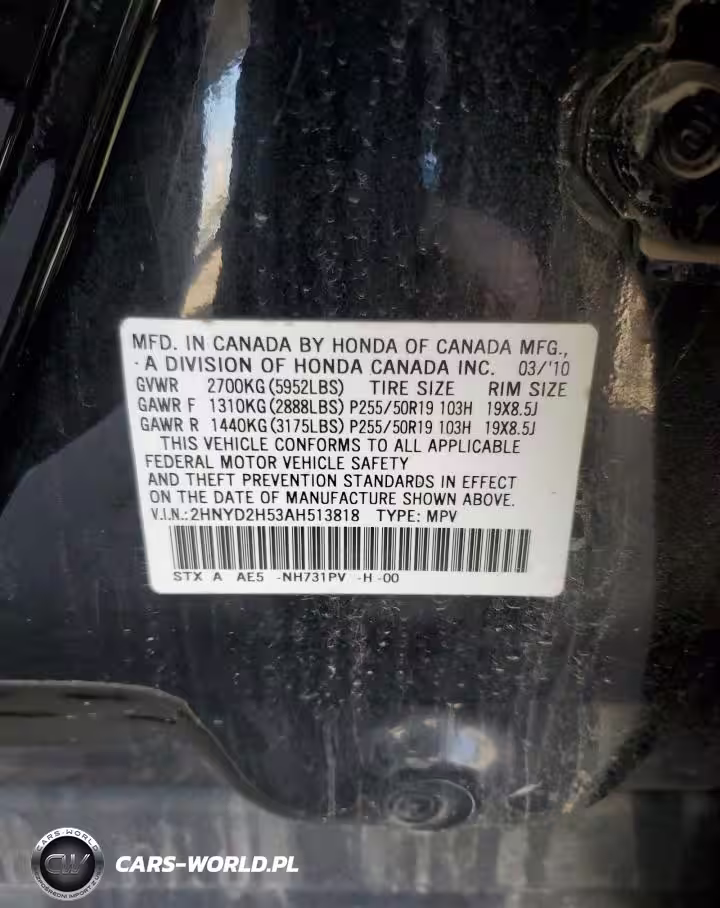 MFD. IN CANADA BY HONDA OF CANADA MFG.,
A DIVISION OF HONDA CANADA INC. 03/'10
GVWR 2700KG(5952LBS) TIRE SIZE RIM SIZE
GAWR F 1310KG(2888LBS) P255/50R19 103H 19X8.5J
GAWR R 1440KG(3175LBS) P255/50R19 103H 19X8.5J
THIS VEHICLE CONFORMS TO ALL APPLICABLE
FEDERAL MOTOR VEHICLE SAFETY
AND THEFT PREVENTION STANDARDS IN EFFECT
ON THE DATE OF MANUFACTURE SHOWN ABOVE.
V.I.N.:2HNYD2H53AH513818 TYPE: MPV
STX A AE5 -NH731PV -H -00
CARS-WORLD
CW
CARS-WORLD.PL